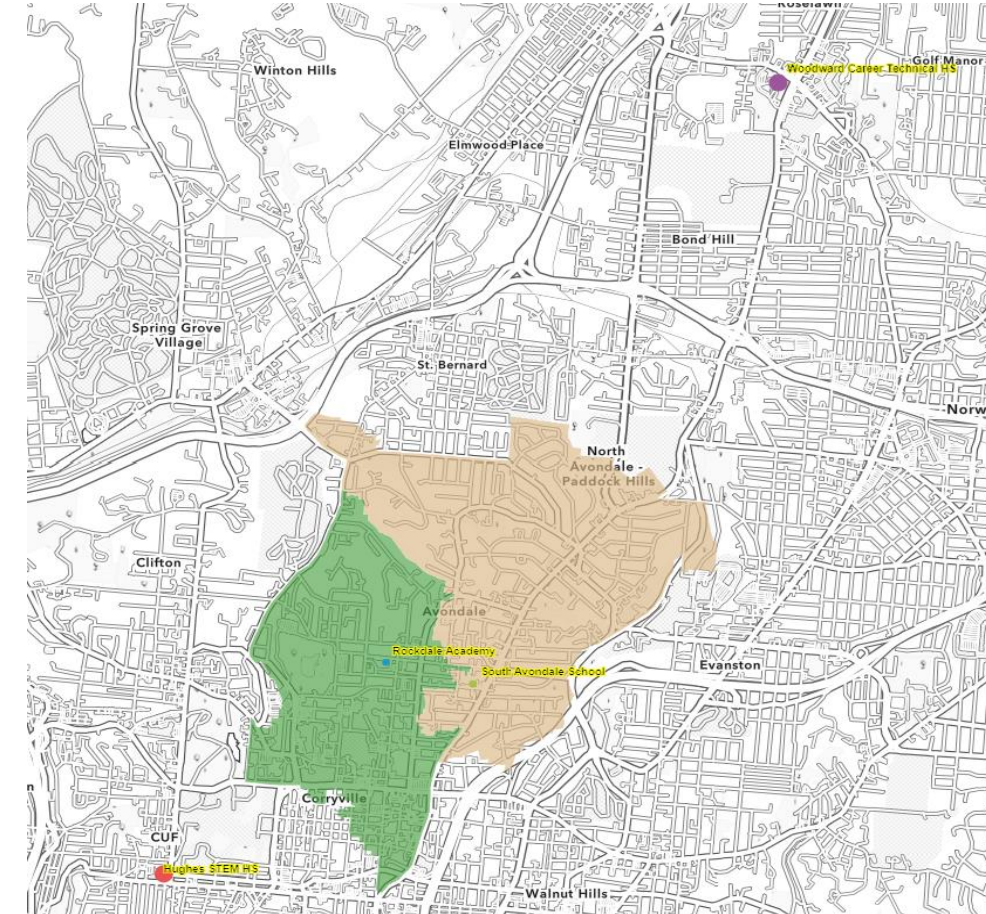 Roselawn
Woodward Career Technical HS
Golf Manor
Winton Hills
Elmwood Place
Bond Hill
Spring Grove
Village
St. Bernard
Norw
North
Avondale -
Paddock Hills
Clifton
Avondale
Rockdale Academy
South Avondale School
Evanston
n
Corryville
CUF
Hughes STEM HS
Walnut Hills